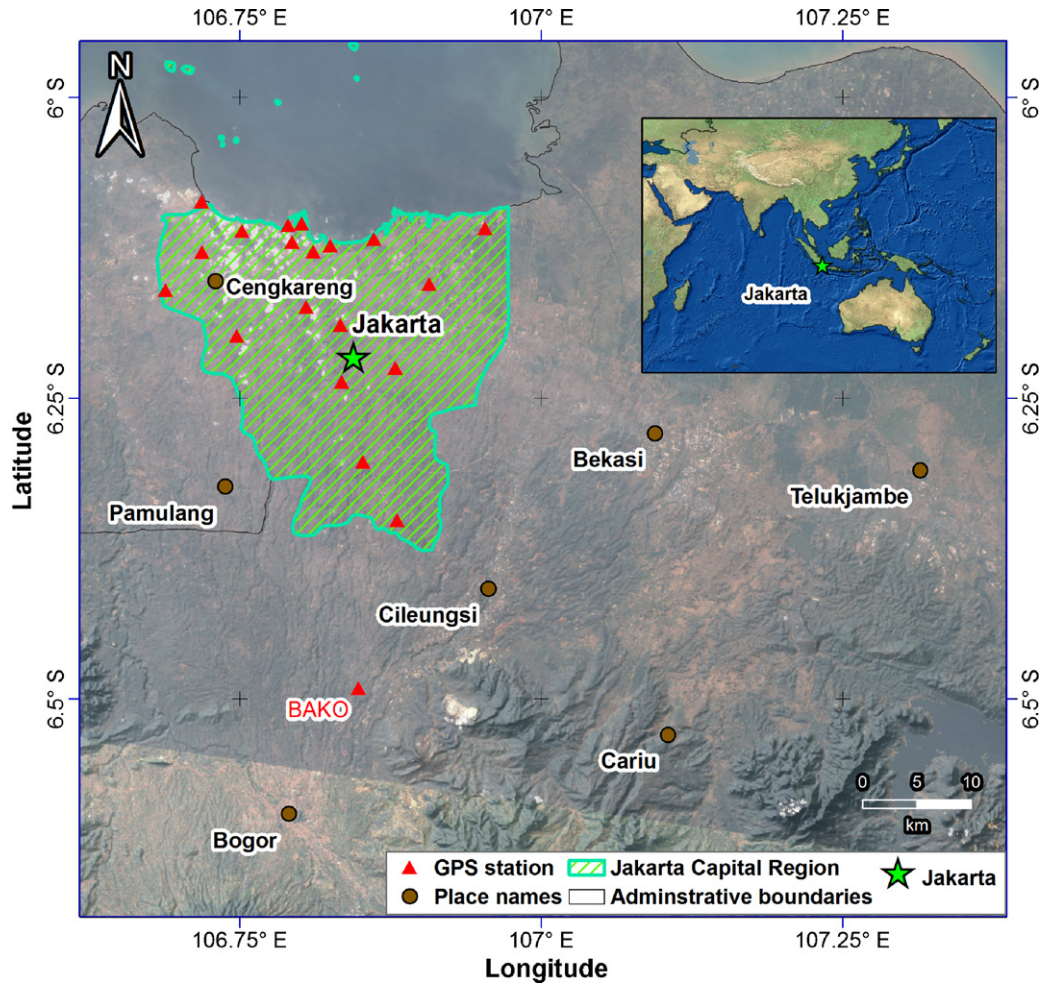 106.75° E
107° E
107.25° E
N
6° S
6° S
Cengkareng
Jakarta
Jakarta
6.25° S
6.25° S
Latitude
Bekasi
Telukjambe
Pamulang
Cileungsi
6.5° S
6.5° S
BAKO
Cariu
0 5 10
km
Bogor
GPS station
Jakarta Capital Region
Jakarta
Place names
Adminstrative boundaries
106.75° E
107° E
107.25° E
Longitude